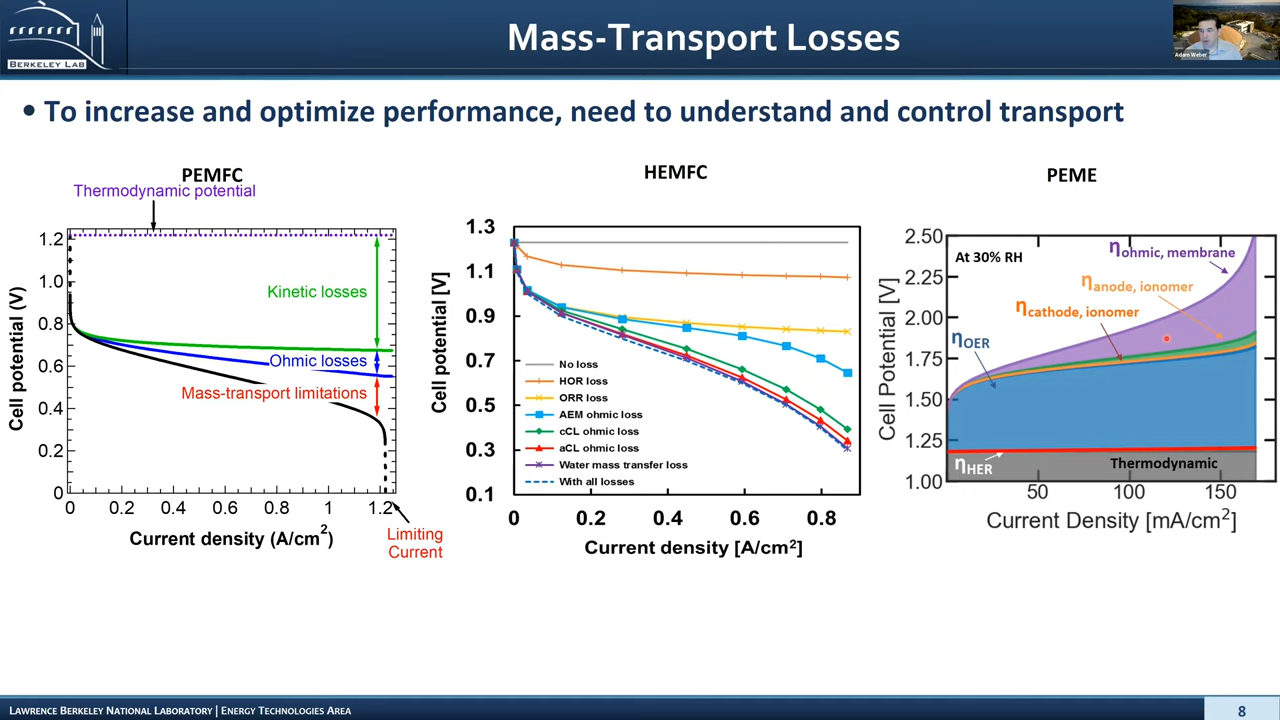 Mass-Transport Losses
BERKELEY LAB
Adam Weber
• To increase and optimize performance, need to understand and control transport
PEMFC
Thermodynamic potential
1.2
1.0
0.8
0.6
0.4
0.2
0
Cell potential (V)
Kinetic losses
Ohmic losses
Mass-transport limitations
0 0.2 0.4 0.6 0.8 1 1.2
Current density (A/cm2)
Limiting
Current
HEMFC
1.3
1.1
0.9
0.7
0.5
0.3
0.1
Cell potential [V]
No loss
HOR loss
ORR loss
AEM ohmic loss
cCL ohmic loss
aCL ohmic loss
Water mass transfer loss
With all losses
0 0.2 0.4 0.6 0.8
Current density [A/cm2]
PEME
2.50
2.25
2.00
1.75
1.50
1.25
1.00
Cell Potential [V]
At 30% RH
ηohmic, membrane
ηanode, ionomer
ηcathode, ionomer
ηOER
ηHER
Thermodynamic
50 100 150
Current Density [mA/cm2]
LAWRENCE BERKELEY NATIONAL LABORATORY | ENERGY TECHNOLOGIES AREA
8